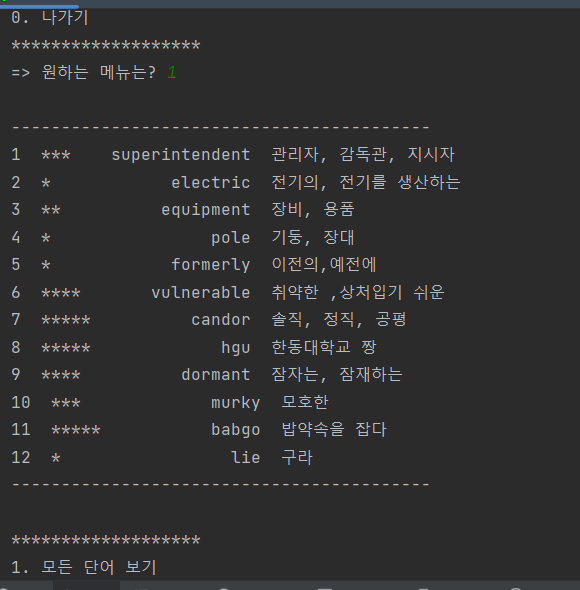 0. 나가기
*******************
=> 원하는 메뉴는? 1
------------------------------------------
1 *** superintendent 관리자, 감독관, 지시자
2 * electric 전기의, 전기를 생산하는
3 ** equipment 장비, 용품
4 * pole 기둥, 장대
5 * formerly 이전의,예전에
6 **** vulnerable 취약한 ,상처입기 쉬운
7 ***** candor 솔직, 정직, 공평
8 ***** hgu 한동대학교 짱
9 **** dormant 잠자는, 잠재하는
10 *** murky 모호한
11 ***** babgo 밥약속을 잡다
12 * lie 구라
------------------------------------------
*******************
1. 모든 단어 보기